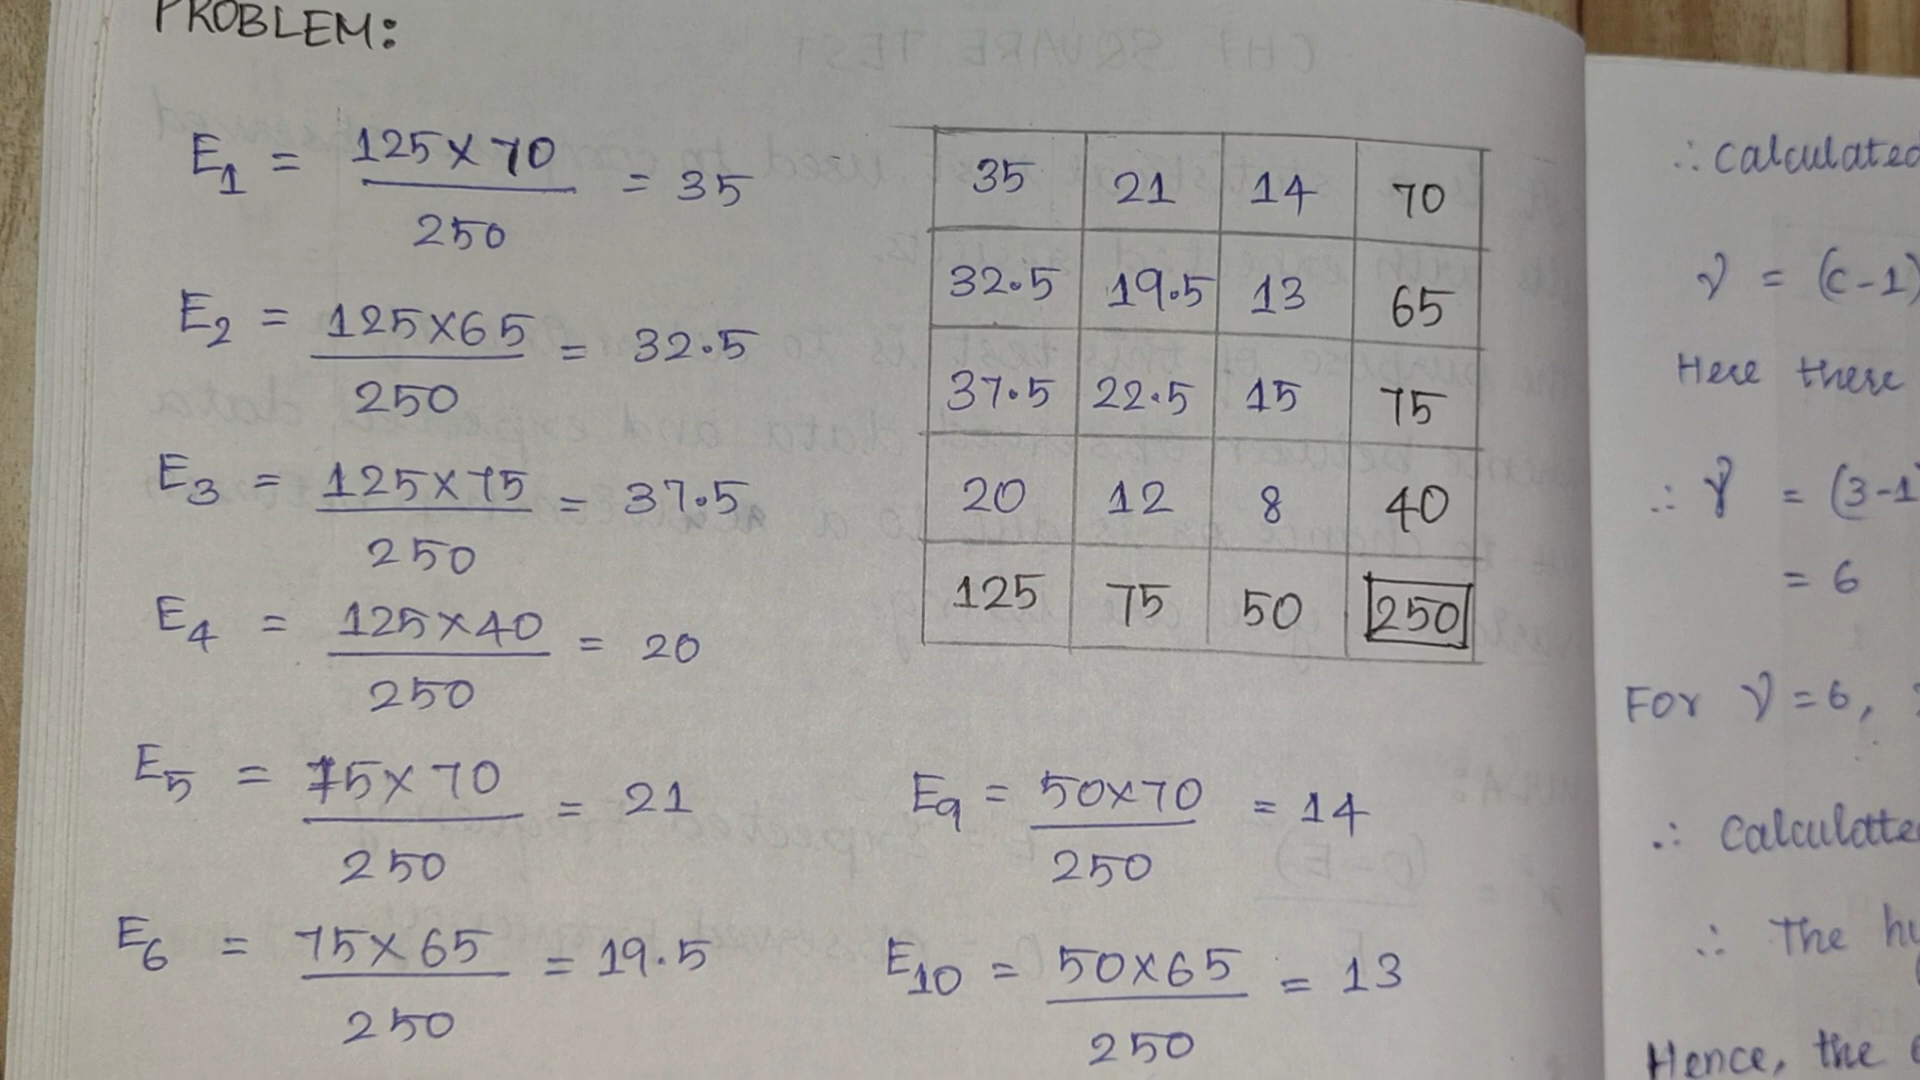 PROBLEM:
E1 = 125×70 / 250 = 35
E2 = 125×65 / 250 = 32.5
E3 = 125×75 / 250 = 37.5
E4 = 125×40 / 250 = 20
E5 = 75×70 / 250 = 21
E6 = 75×65 / 250 = 19.5
35 21 14 70
32.5 19.5 13 65
37.5 22.5 15 75
20 12 8 40
125 75 50 250
E9 = 50×70 / 250 = 14
E10 = 50×65 / 250 = 13
∴ calculated
ν = (c-1)
Here there
∴ γ = (3-1
= 6
For ν = 6,
∴ Calculate
∴ The hy
Hence, the